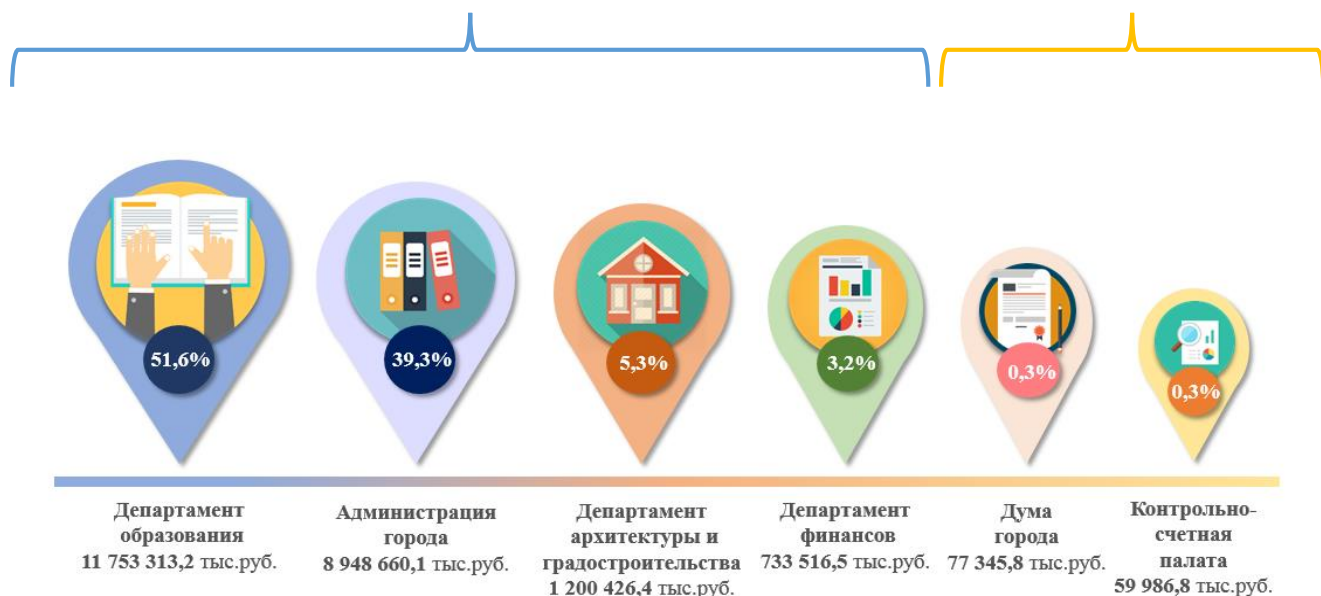 51,6%
39,3%
5,3%
3,2%
0,3%
0,3%
Департамент
образования
11 753 313,2 тыс.руб.
Администрация
города
8 948 660,1 тыс.руб.
Департамент
архитектуры и
градостроительства
1 200 426,4 тыс.руб.
Департамент
финансов
733 516,5 тыс.руб.
Дума
города
77 345,8 тыс.руб.
Контрольно-
счетная
палата
59 986,8 тыс.руб.